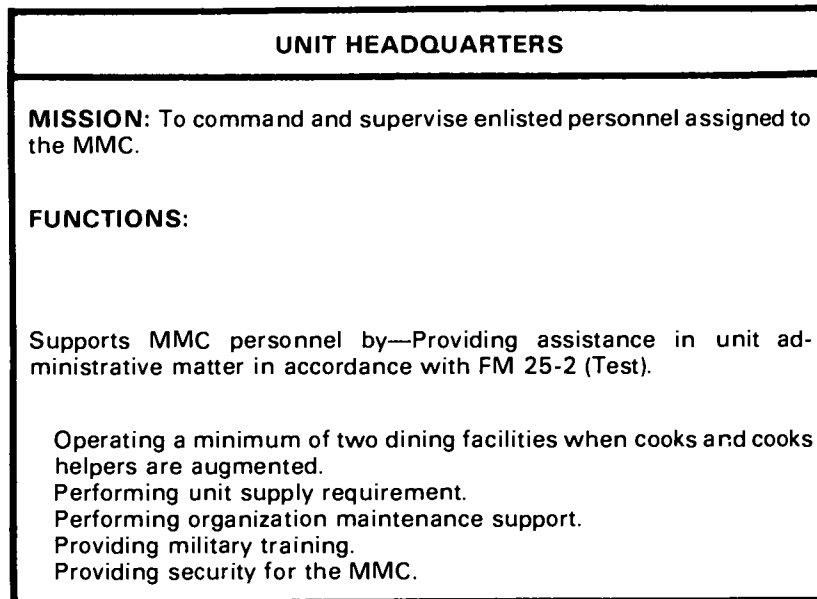 UNIT HEADQUARTERS
MISSION: To command and supervise enlisted personnel assigned to
the MMC.
FUNCTIONS:
Supports MMC personnel by—Providing assistance in unit ad-
ministrative matter in accordance with FM 25-2 (Test).
Operating a minimum of two dining facilities when cooks and cooks
helpers are augmented.
Performing unit supply requirement.
Performing organization maintenance support.
Providing military training.
Providing security for the MMC.